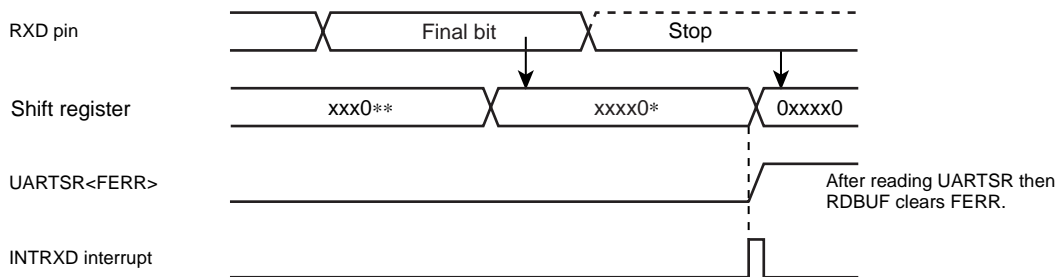 RXD pin
Final bit
Stop
Shift register
xxx0**
xxxx0*
0xxxx0
UARTSR<FERR>
After reading UARTSR then
RDBUF clears FERR.
INTRXD interrupt